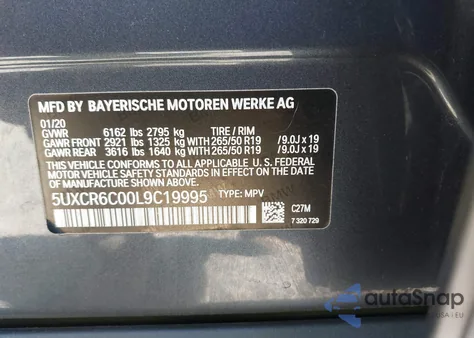 MFD BY BAYERISCHE MOTOREN WERKE AG
01/20
GVWR 6162 lbs 2795 kg TIRE / RIM
GAWR FRONT 2921 lbs 1325 kg WITH 265/50 R19 /9.0J x 19
GAWR REAR 3616 lbs 1640 kg WITH 265/50 R19 /9.0J x 19
THIS VEHICLE CONFORMS TO ALL APPLICABLE U. S. FEDERAL
MOTOR VEHICLE SAFETY STANDARDS IN EFFECT ON THE
DATE OF MANUFACTURE SHOWN ABOVE.
5UXCR6C00L9C19995 TYPE: MPV
C27M
7 320 729
autoSnap
USA | EU